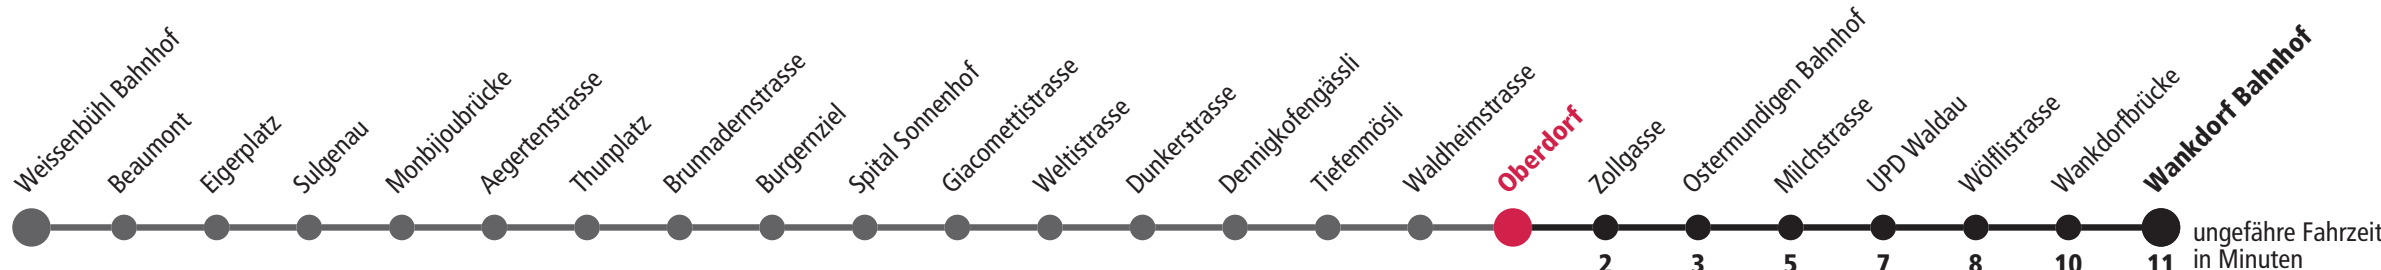 Weissenbühl Bahnhof
Beaumont
Eigerplatz
Sulgenau
Monbijoubrücke
Aegertenstrasse
Thunplatz
Brunnadernstrasse
Burgernziel
Spital Sonnenhof
Giacomettistrasse
Weltistrasse
Dunkerstrasse
Dennigkofengässli
Tiefenmösli
Waldheimstrasse
Oberdorf
Zollgasse
Ostermundigen Bahnhof
Milchstrasse
UPD Waldau
Wölflistrasse
Wankdorfbrücke
Wankdorf Bahnhof
ungefähre Fahrzeit
2 3 5 7 8 10 11 in Minuten